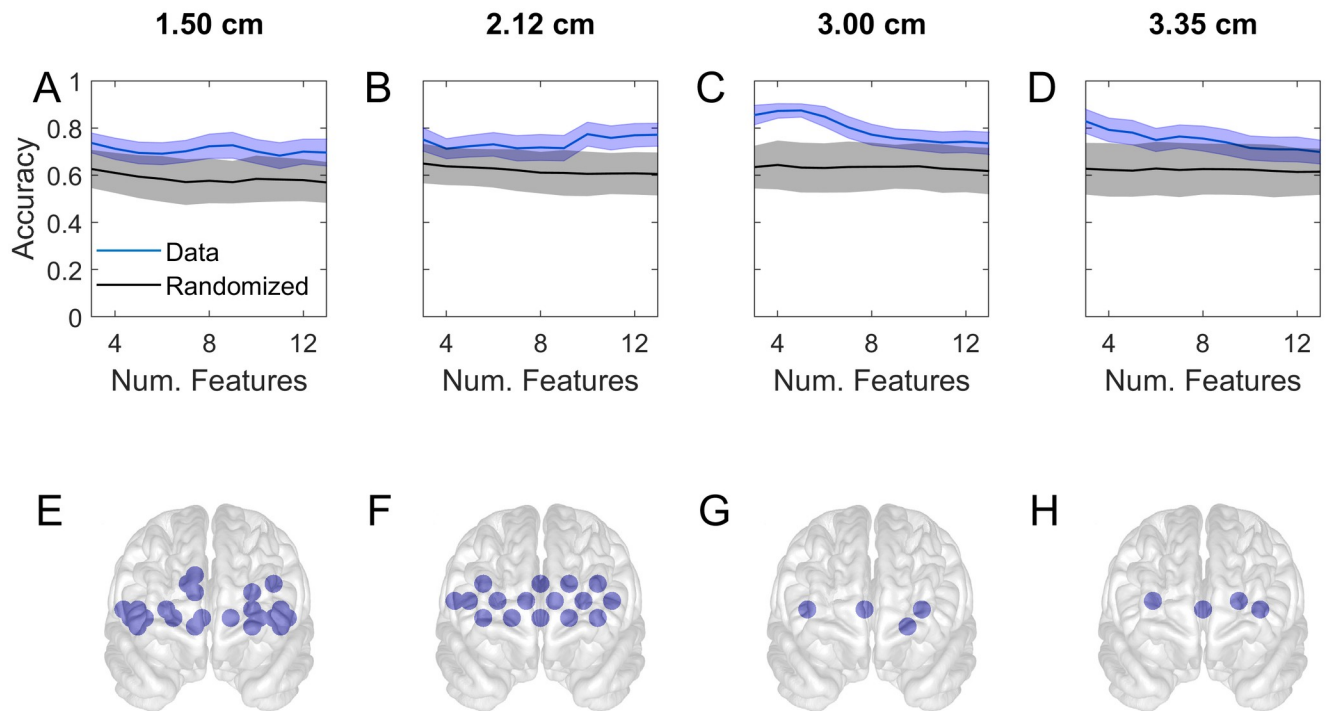 1.50 cm 2.12 cm 3.00 cm 3.35 cm
A B C D
1
0.8
0.6
0.4
0.2
0
Accuracy
Data
Randomized
4 8 12 4 8 12 4 8 12 4 8 12
Num. Features Num. Features Num. Features Num. Features
E F G H